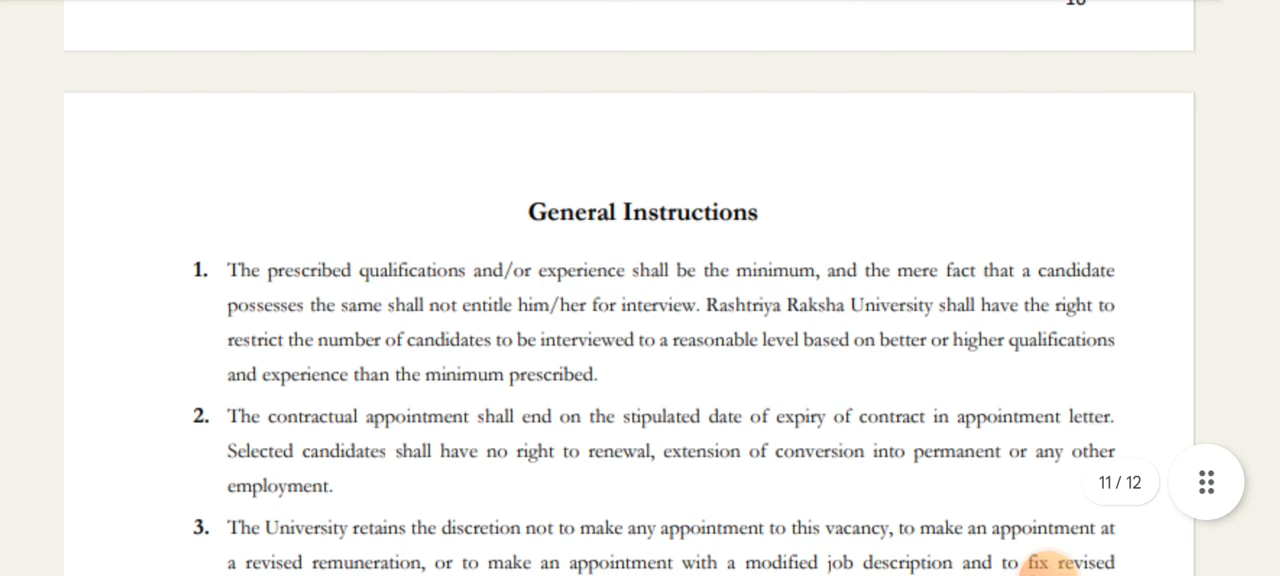 10
General Instructions
1. The prescribed qualifications and/or experience shall be the minimum, and the mere fact that a candidate
possesses the same shall not entitle him/her for interview. Rashtriya Raksha University shall have the right to
restrict the number of candidates to be interviewed to a reasonable level based on better or higher qualifications
and experience than the minimum prescribed.
2. The contractual appointment shall end on the stipulated date of expiry of contract in appointment letter.
Selected candidates shall have no right to renewal, extension of conversion into permanent or any other
employment.
11 / 12
3. The University retains the discretion not to make any appointment to this vacancy, to make an appointment at
a revised remuneration, or to make an appointment with a modified job description and to fix revised